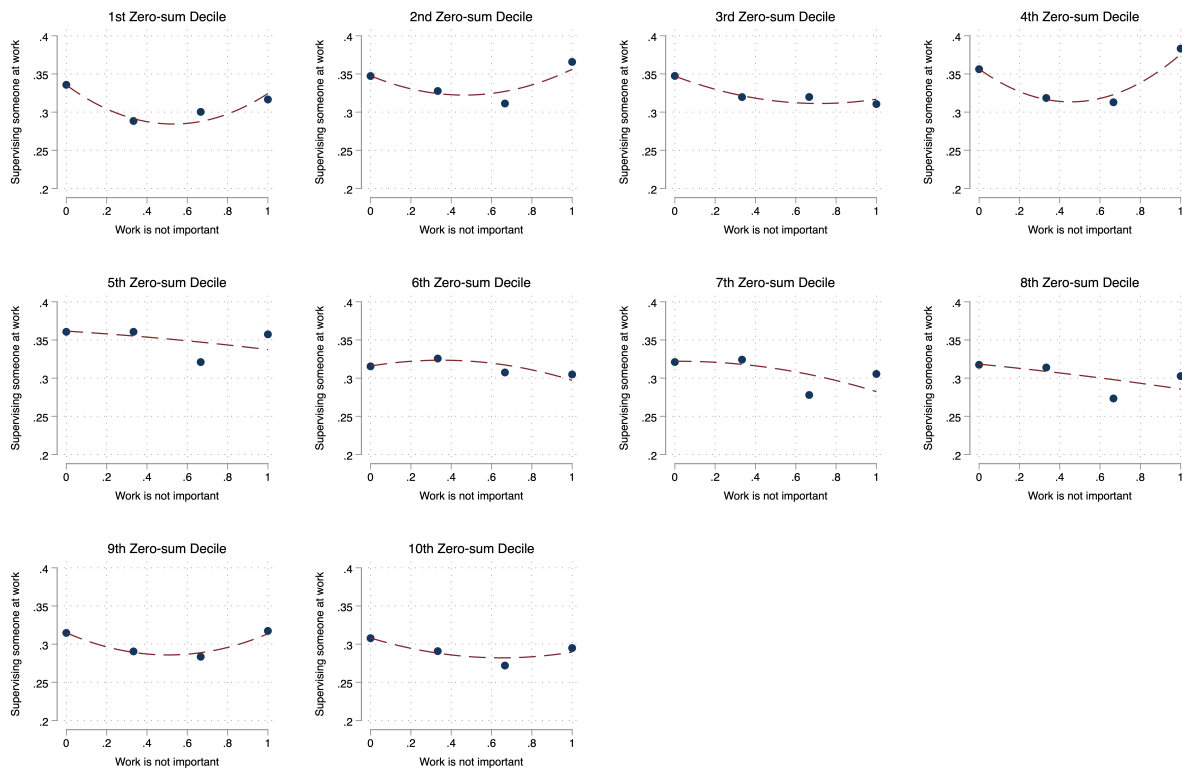 1st Zero-sum Decile
Supervising someone at work
.4
.35
.3
.25
.2
0 .2 .4 .6 .8 1
Work is not important
2nd Zero-sum Decile
Supervising someone at work
.4
.35
.3
.25
.2
0 .2 .4 .6 .8 1
Work is not important
3rd Zero-sum Decile
Supervising someone at work
.4
.35
.3
.25
.2
0 .2 .4 .6 .8 1
Work is not important
4th Zero-sum Decile
Supervising someone at work
.4
.35
.3
.25
.2
0 .2 .4 .6 .8 1
Work is not important
5th Zero-sum Decile
Supervising someone at work
.4
.35
.3
.25
.2
0 .2 .4 .6 .8 1
Work is not important
6th Zero-sum Decile
Supervising someone at work
.4
.35
.3
.25
.2
0 .2 .4 .6 .8 1
Work is not important
7th Zero-sum Decile
Supervising someone at work
.4
.35
.3
.25
.2
0 .2 .4 .6 .8 1
Work is not important
8th Zero-sum Decile
Supervising someone at work
.4
.35
.3
.25
.2
0 .2 .4 .6 .8 1
Work is not important
9th Zero-sum Decile
Supervising someone at work
.4
.35
.3
.25
.2
0 .2 .4 .6 .8 1
Work is not important
10th Zero-sum Decile
Supervising someone at work
.4
.35
.3
.25
.2
0 .2 .4 .6 .8 1
Work is not important